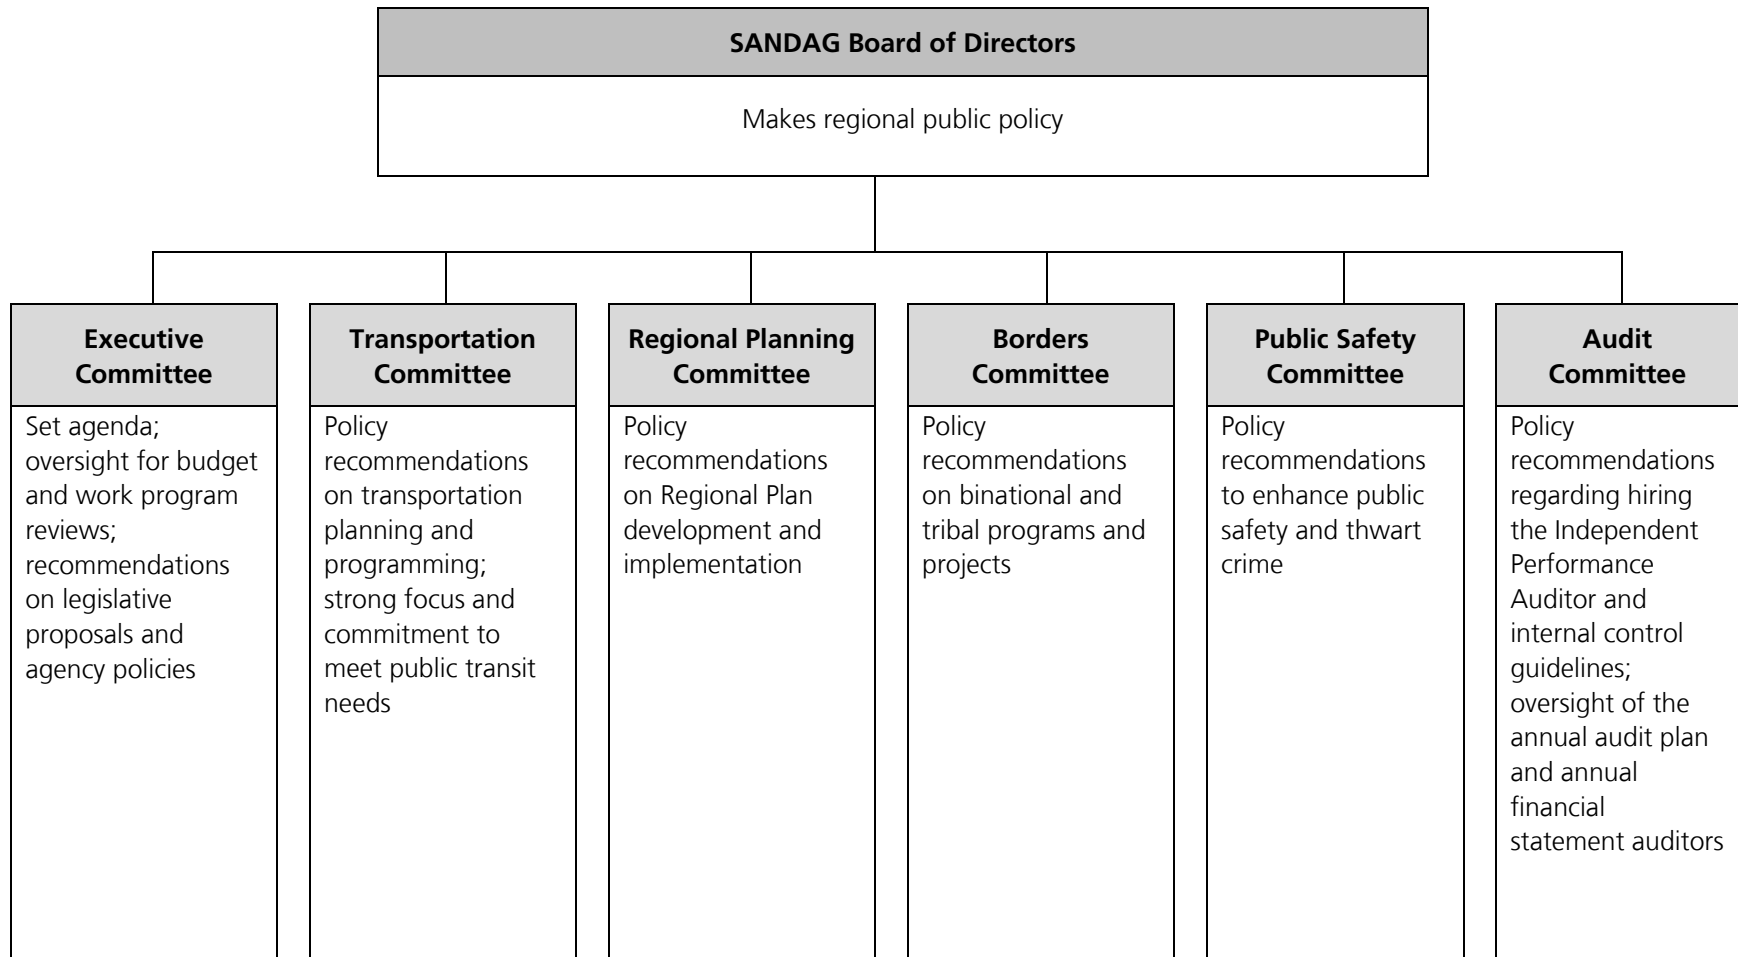 SANDAG Board of Directors
Makes regional public policy
Executive
Committee
Set agenda;
oversight for budget
and work program
reviews;
recommendations
on legislative
proposals and
agency policies
Transportation
Committee
Policy
recommendations
on transportation
planning and
programming;
strong focus and
commitment to
meet public transit
needs
Regional Planning
Committee
Policy
recommendations
on Regional Plan
development and
implementation
Borders
Committee
Policy
recommendations
on binational and
tribal programs and
projects
Public Safety
Committee
Policy
recommendations
to enhance public
safety and thwart
crime
Audit
Committee
Policy
recommendations
regarding hiring
the Independent
Performance
Auditor and
internal control
guidelines;
oversight of the
annual audit plan
and annual
financial
statement auditors